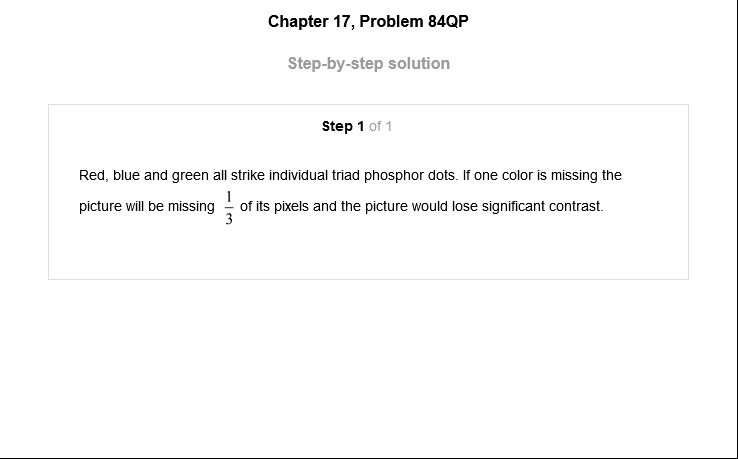 Chapter 17, Problem 84QP
Step-by-step solution
Step 1 of 1
Red, blue and green all strike individual triad phosphor dots. If one color is missing the
picture will be missing 1/3 of its pixels and the picture would lose significant contrast.